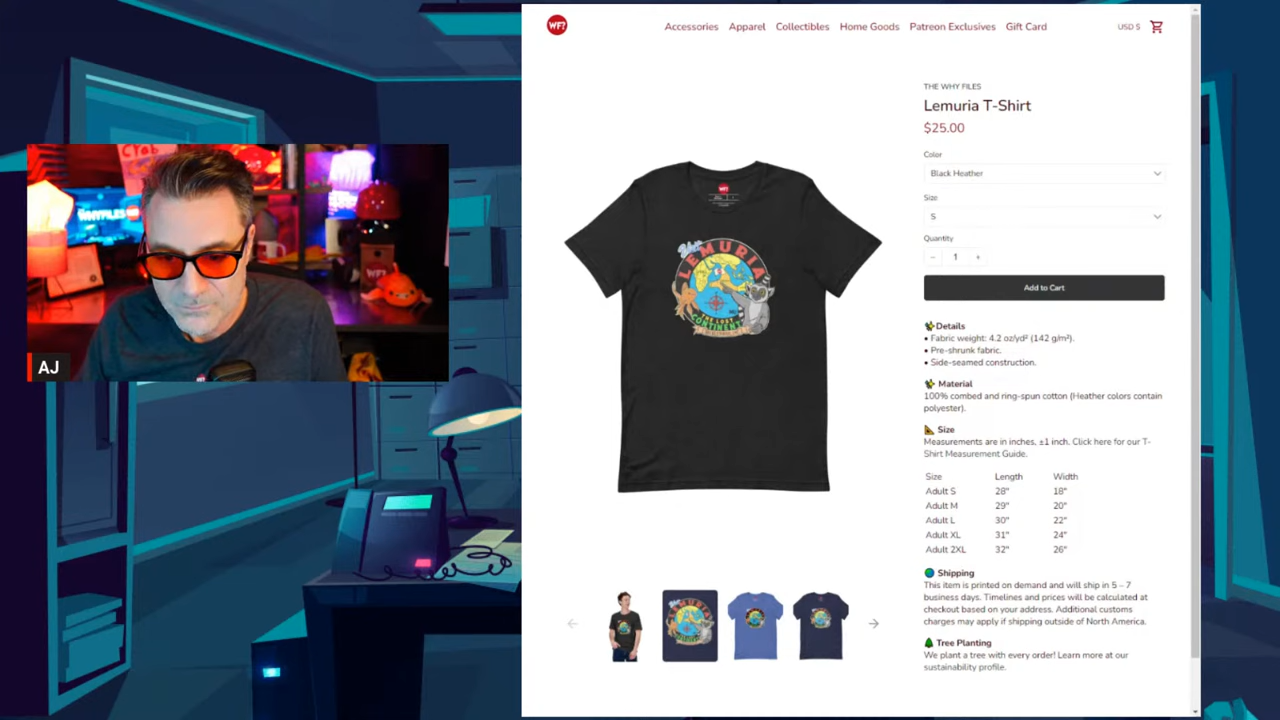 WF?
Accessories Apparel Collectibles Home Goods Patreon Exclusives Gift Card
USD $
THE WHY FILES
Lemuria T-Shirt
$25.00
Color
Black Heather
Size
S
Quantity
− 1 +
Add to Cart
Details
• Fabric weight: 4.2 oz/yd² (142 g/m²).
• Pre-shrunk fabric.
• Side-seamed construction.
Material
100% combed and ring-spun cotton (Heather colors contain
polyester).
Size
Measurements are in inches, ±1 inch. Click here for our T-
Shirt Measurement Guide.
Size Length Width
Adult S 28" 18"
Adult M 29" 20"
Adult L 30" 22"
Adult XL 31" 24"
Adult 2XL 32" 26"
Shipping
This item is printed on demand and will ship in 5 – 7
business days. Timelines and prices will be calculated at
checkout based on your address. Additional customs
charges may apply if shipping outside of North America.
Tree Planting
We plant a tree with every order! Learn more at our
sustainability profile.
WF?
LEMURIA
THE LOST
CONTINENT
Crab
WHYFILES
WF?
AJ